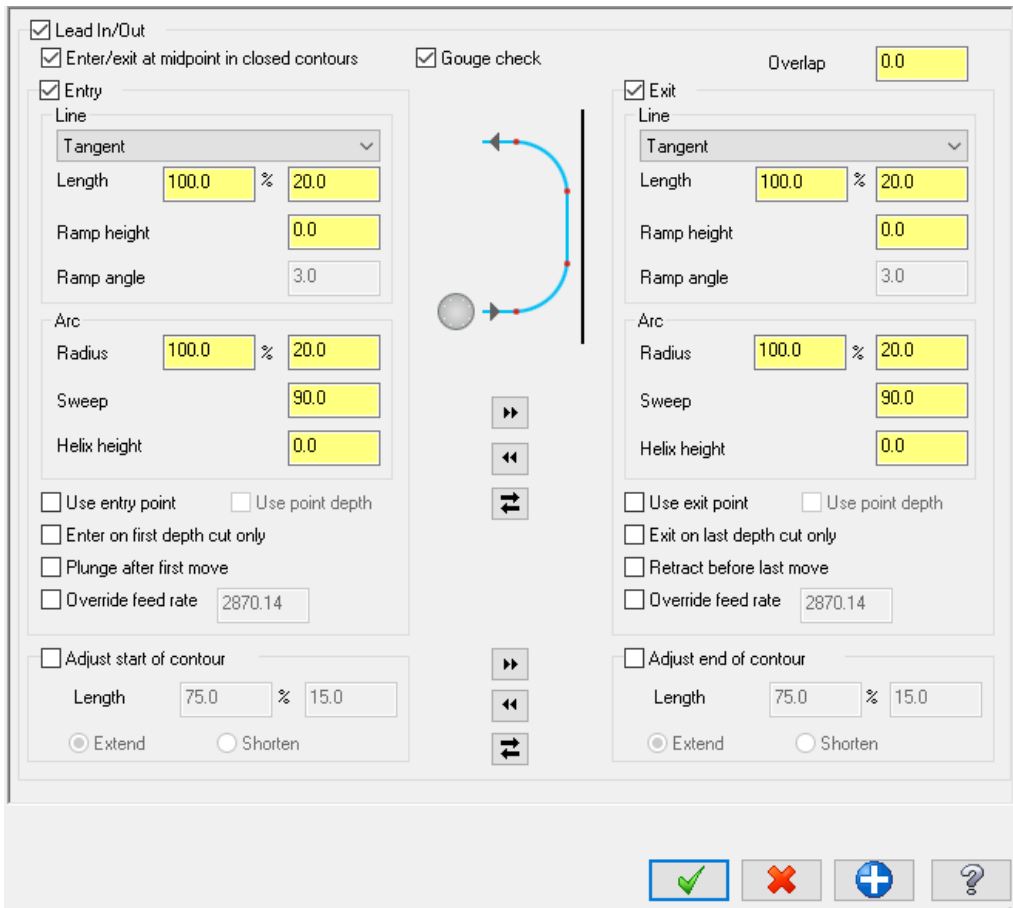 Lead In/Out
Enter/exit at midpoint in closed contours
Gouge check
Overlap 0.0
Entry
Line
Tangent
Length 100.0 % 20.0
Ramp height 0.0
Ramp angle 3.0
Arc
Radius 100.0 % 20.0
Sweep 90.0
Helix height 0.0
Use entry point Use point depth
Enter on first depth cut only
Plunge after first move
Override feed rate 2870.14
Adjust start of contour
Length 75.0 % 15.0
Extend Shorten
Exit
Line
Tangent
Length 100.0 % 20.0
Ramp height 0.0
Ramp angle 3.0
Arc
Radius 100.0 % 20.0
Sweep 90.0
Helix height 0.0
Use exit point Use point depth
Exit on last depth cut only
Retract before last move
Override feed rate 2870.14
Adjust end of contour
Length 75.0 % 15.0
Extend Shorten